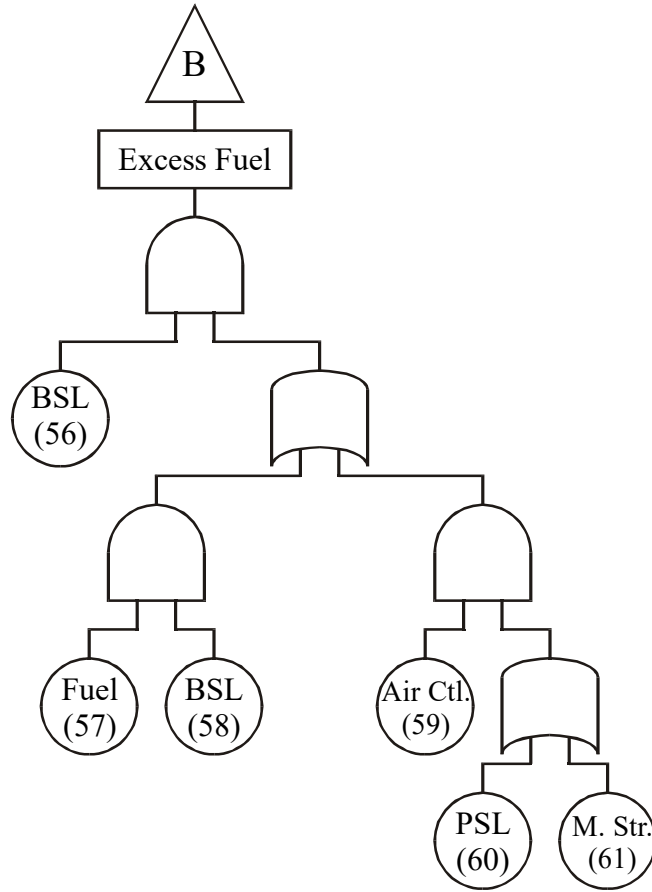 B
Excess Fuel
BSL
(56)
Fuel
(57)
BSL
(58)
Air Ctl.
(59)
PSL
(60)
M. Str.
(61)